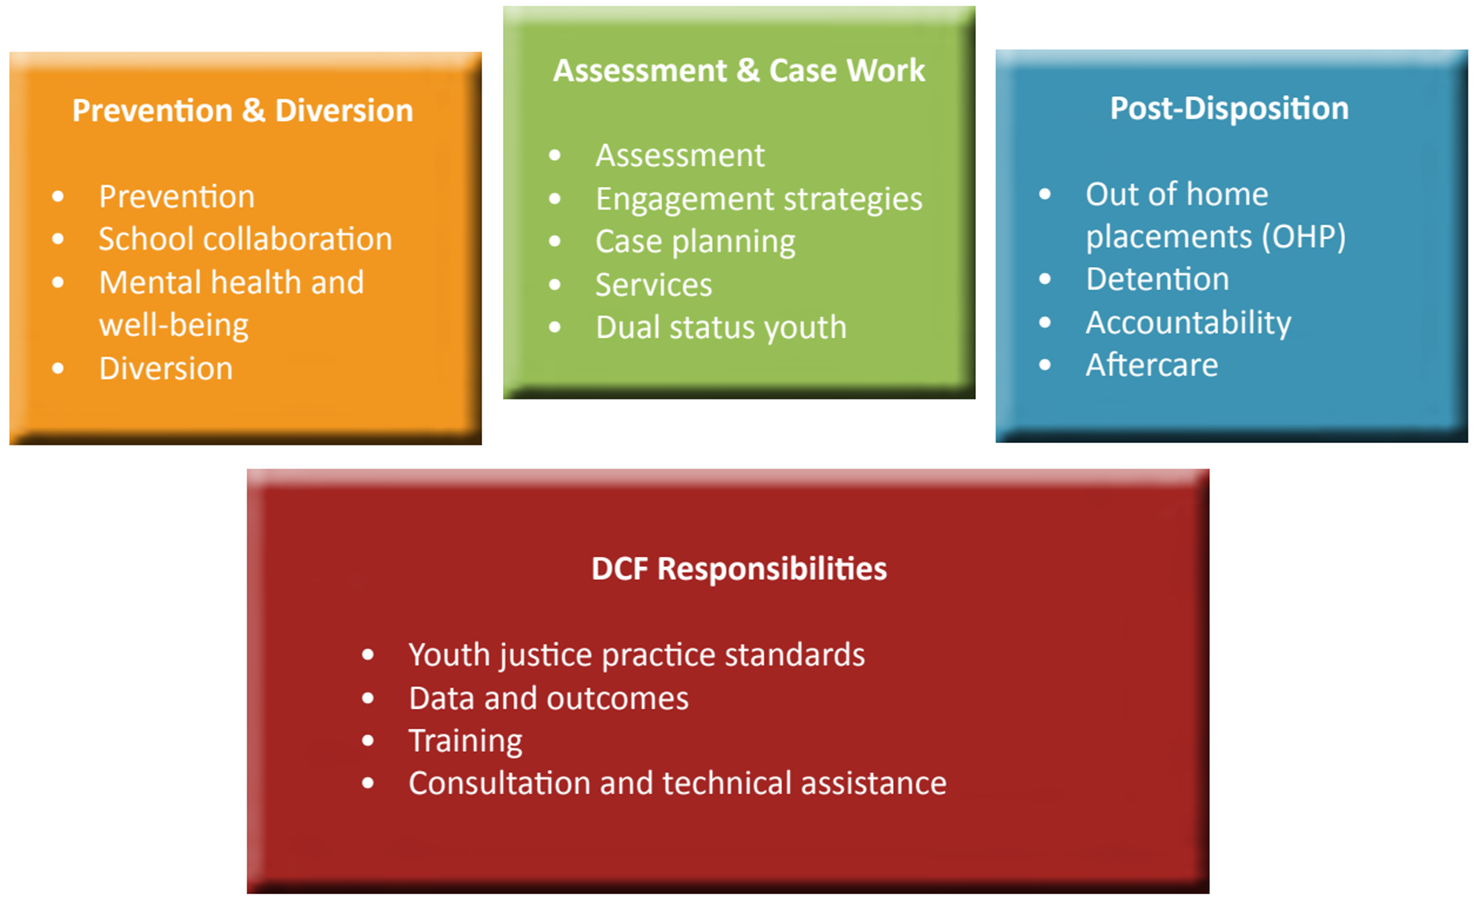 Prevention & Diversion
• Prevention
• School collaboration
• Mental health and
well-being
• Diversion
Assessment & Case Work
• Assessment
• Engagement strategies
• Case planning
• Services
• Dual status youth
Post-Disposition
• Out of home
placements (OHP)
• Detention
• Accountability
• Aftercare
DCF Responsibilities
• Youth justice practice standards
• Data and outcomes
• Training
• Consultation and technical assistance